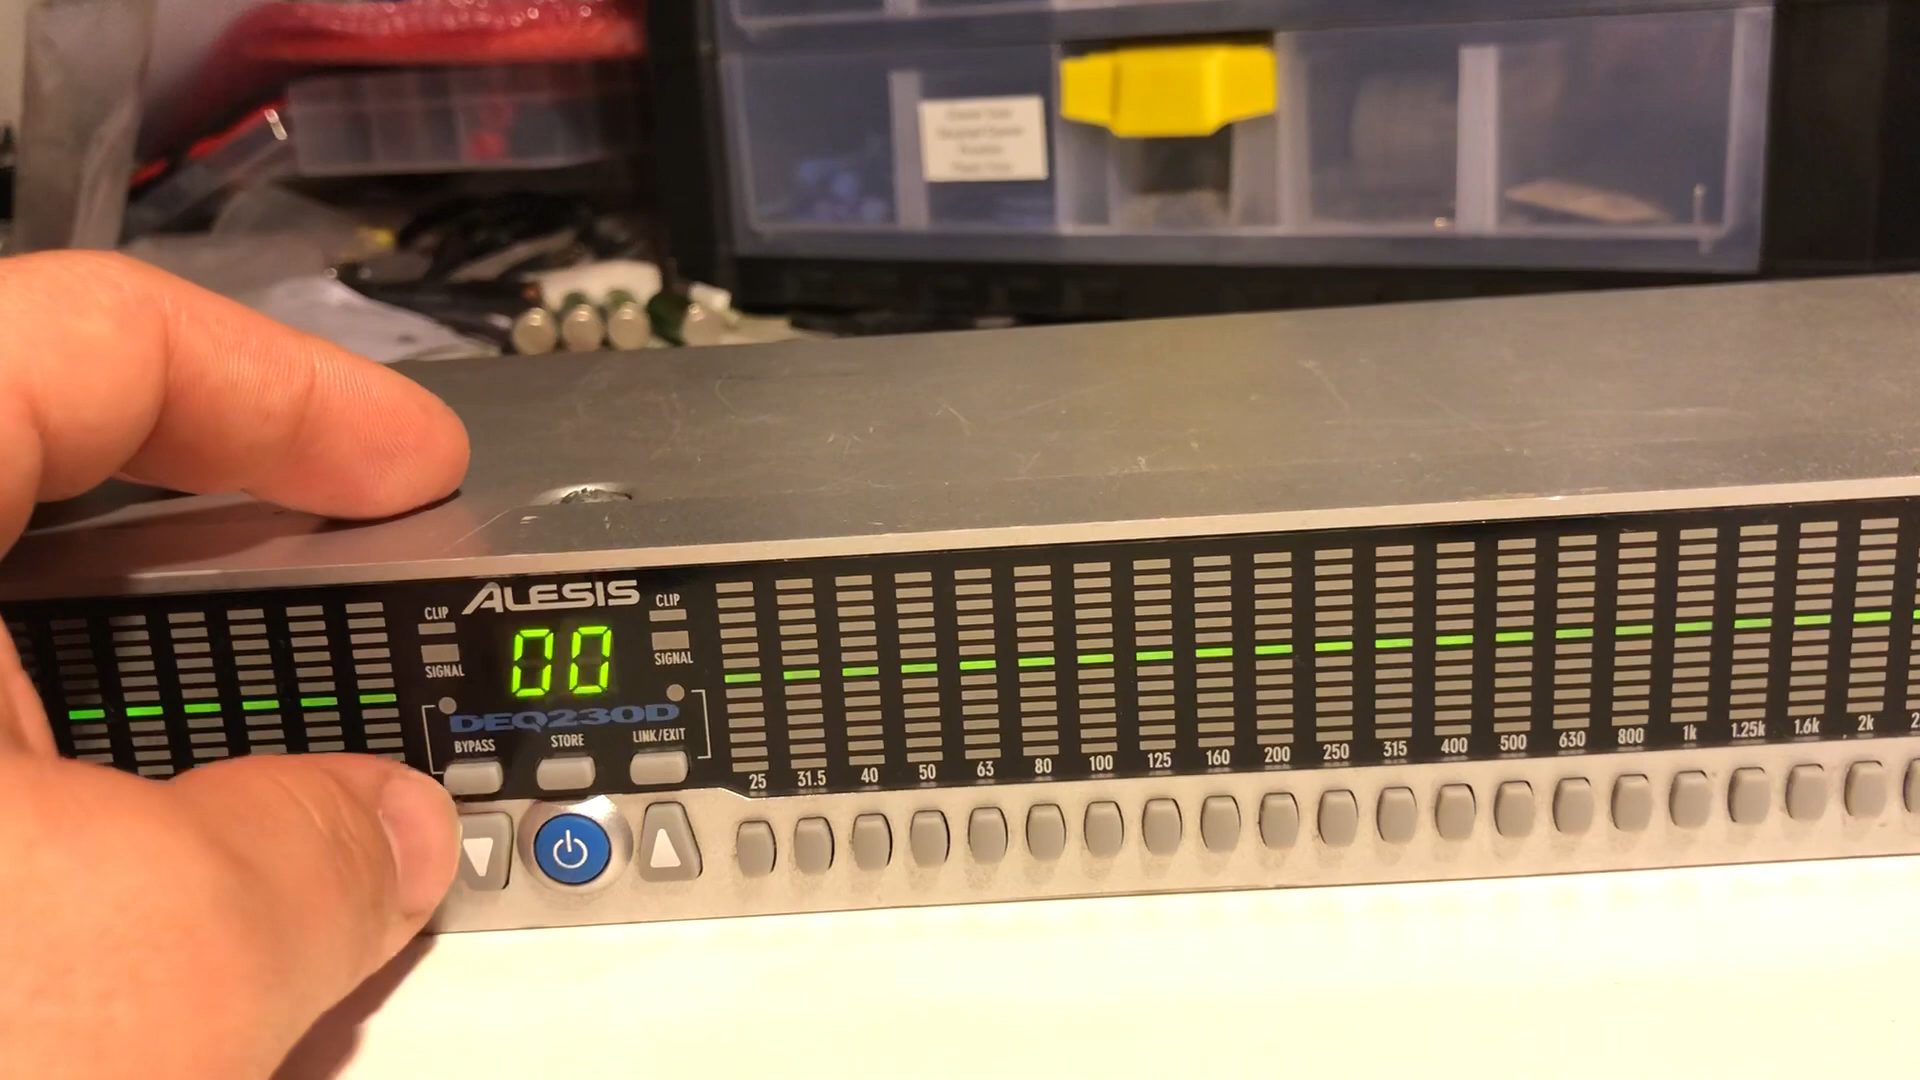 ALESIS
CLIP
CLIP
00
SIGNAL
SIGNAL
DEQ230D
BYPASS
STORE
LINK/EXIT
25 31.5 40 50 63 80 100 125 160 200 250 315 400 500 630 800 1k 1.25k 1.6k 2k